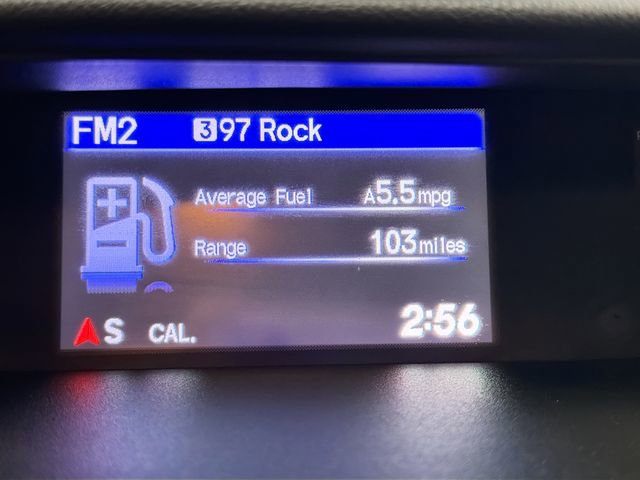 FM2 3 97 Rock
Average Fuel A5.5mpg
Range 103miles
S CAL. 2:56